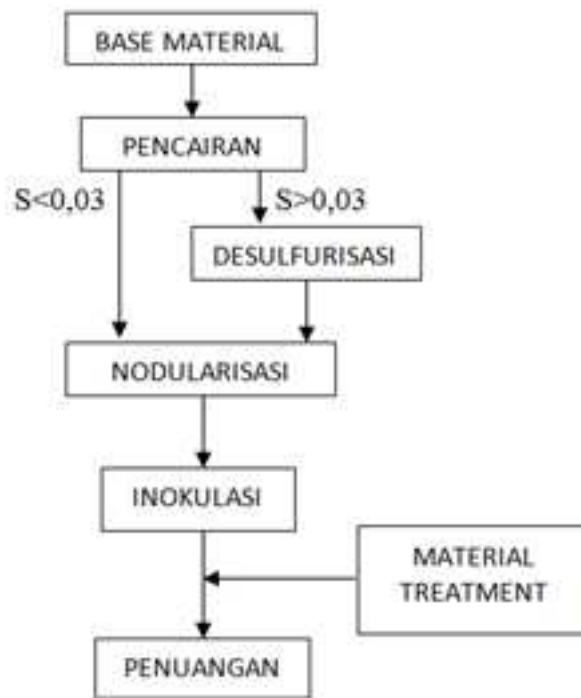 BASE MATERIAL
PENCAIRAN
S<0,03
S>0,03
DESULFURISASI
NODULARISASI
INOKULASI
MATERIAL
TREATMENT
PENUANGAN